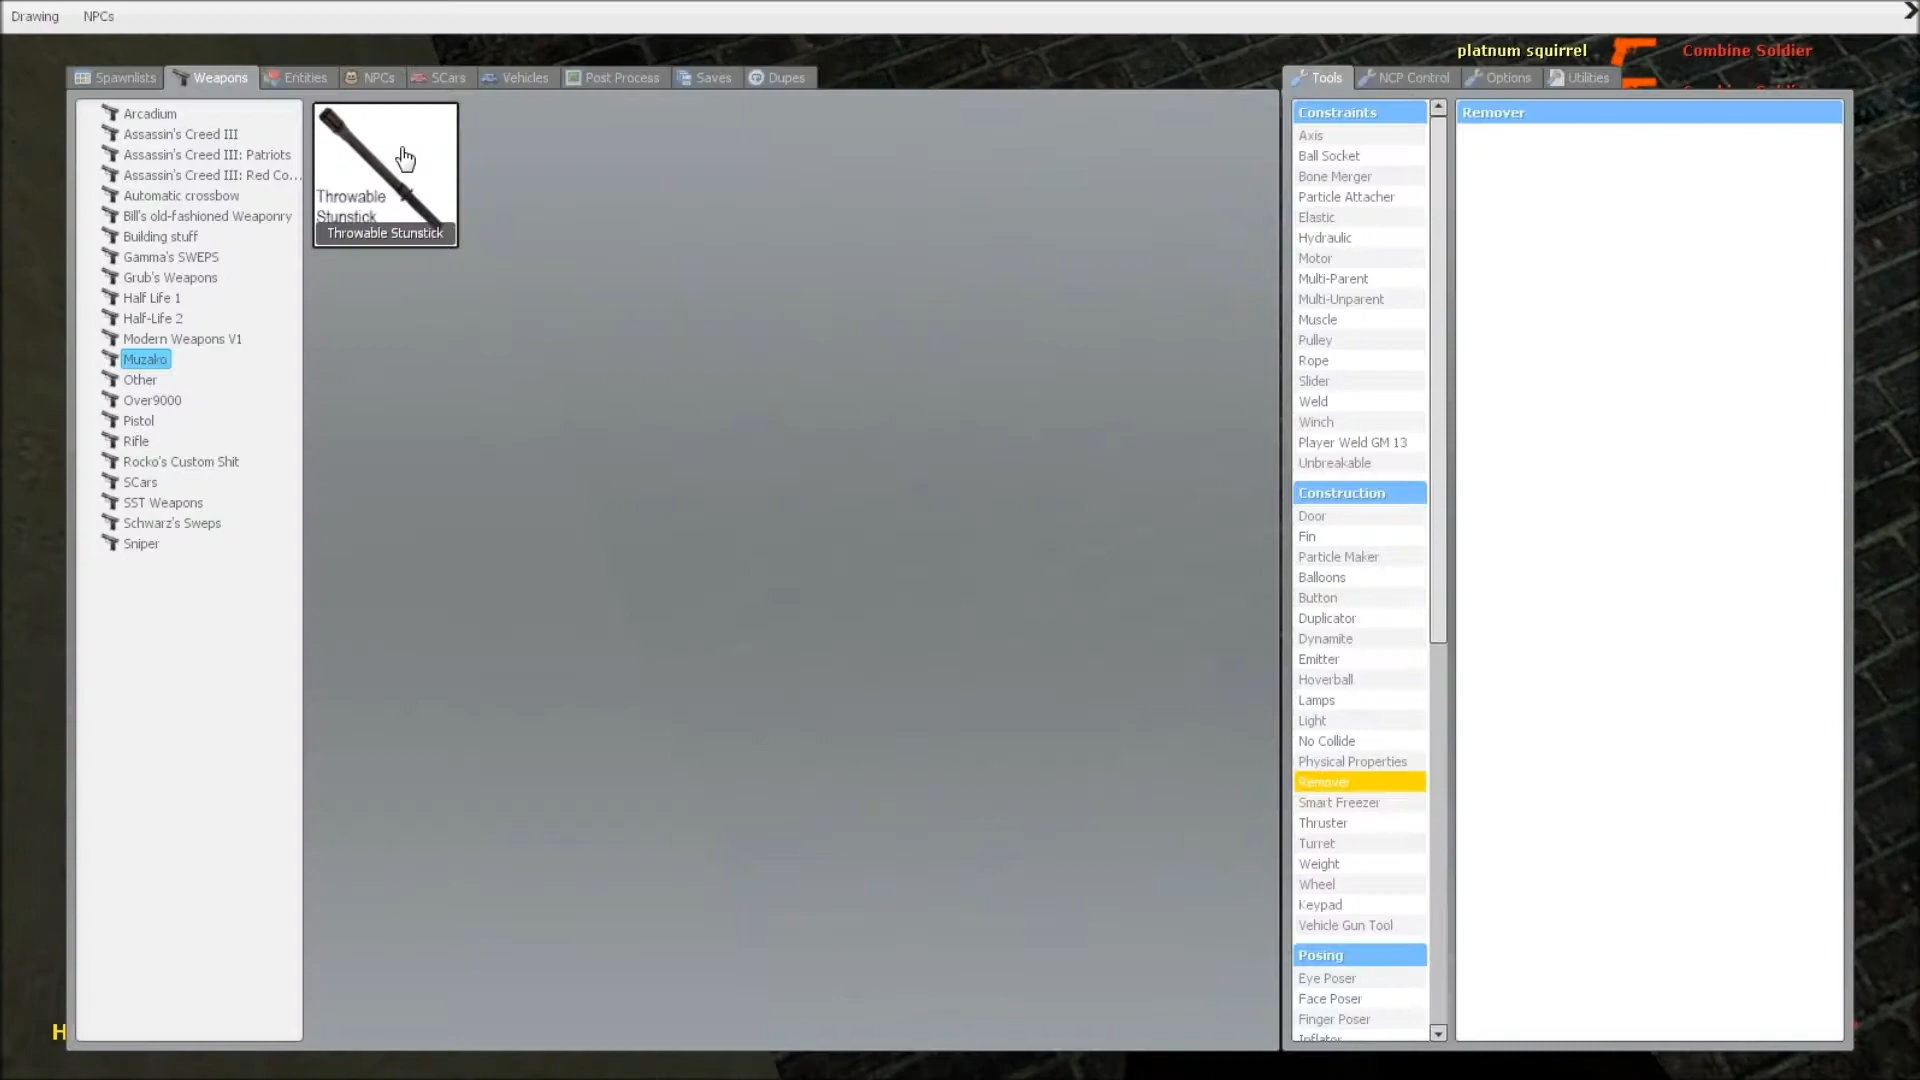 Drawing NPCs
platnum squirrel Combine Soldier
Spawnlists Weapons Entities NPCs SCars Vehicles Post Process Saves Dupes
Tools NCP Control Options Utilities
Arcadium
Assassin's Creed III
Assassin's Creed III: Patriots
Assassin's Creed III: Red Co...
Automatic crossbow
Bill's old-fashioned Weaponry
Building stuff
Gamma's SWEPS
Grub's Weapons
Half Life 1
Half-Life 2
Modern Weapons V1
Muzako
Other
Over9000
Pistol
Rifle
Rocko's Custom Shit
SCars
SST Weapons
Schwarz's Sweps
Sniper
Throwable
Stunstick
Throwable Stunstick
Constraints
Axis
Ball Socket
Bone Merger
Particle Attacher
Elastic
Hydraulic
Motor
Multi-Parent
Multi-Unparent
Muscle
Pulley
Rope
Slider
Weld
Winch
Player Weld GM 13
Unbreakable
Construction
Door
Fin
Particle Maker
Balloons
Button
Duplicator
Dynamite
Emitter
Hoverball
Lamps
Light
No Collide
Physical Properties
Remover
Smart Freezer
Thruster
Turret
Weight
Wheel
Keypad
Vehicle Gun Tool
Posing
Eye Poser
Face Poser
Finger Poser
Inflator
Remover
H